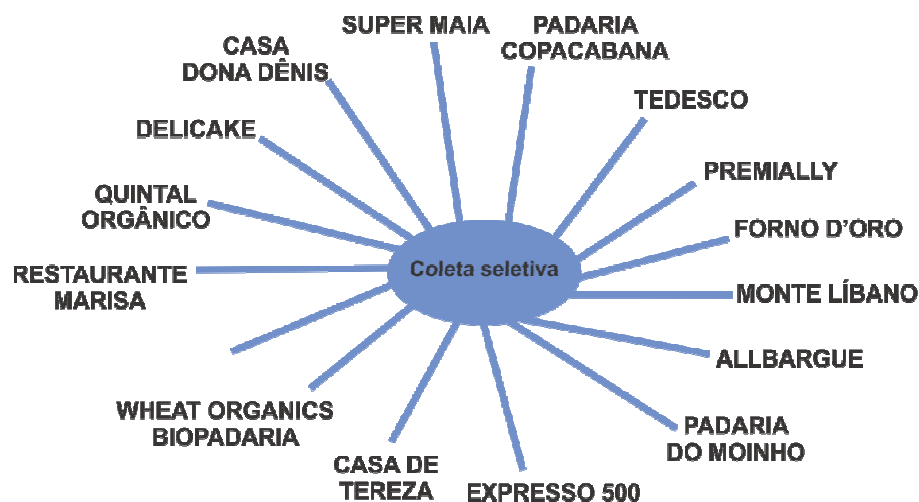 SUPER MAIA
PADARIA
COPACABANA
CASA
DONA DÊNIS
TEDESCO
DELICAKE
PREMIALLY
QUINTAL
ORGÂNICO
FORNO D'ORO
Coleta seletiva
RESTAURANTE
MARISA
MONTE LÍBANO
ALLBARGUE
WHEAT ORGANICS
BIOPADARIA
PADARIA
DO MOINHO
CASA DE
TEREZA
EXPRESSO 500